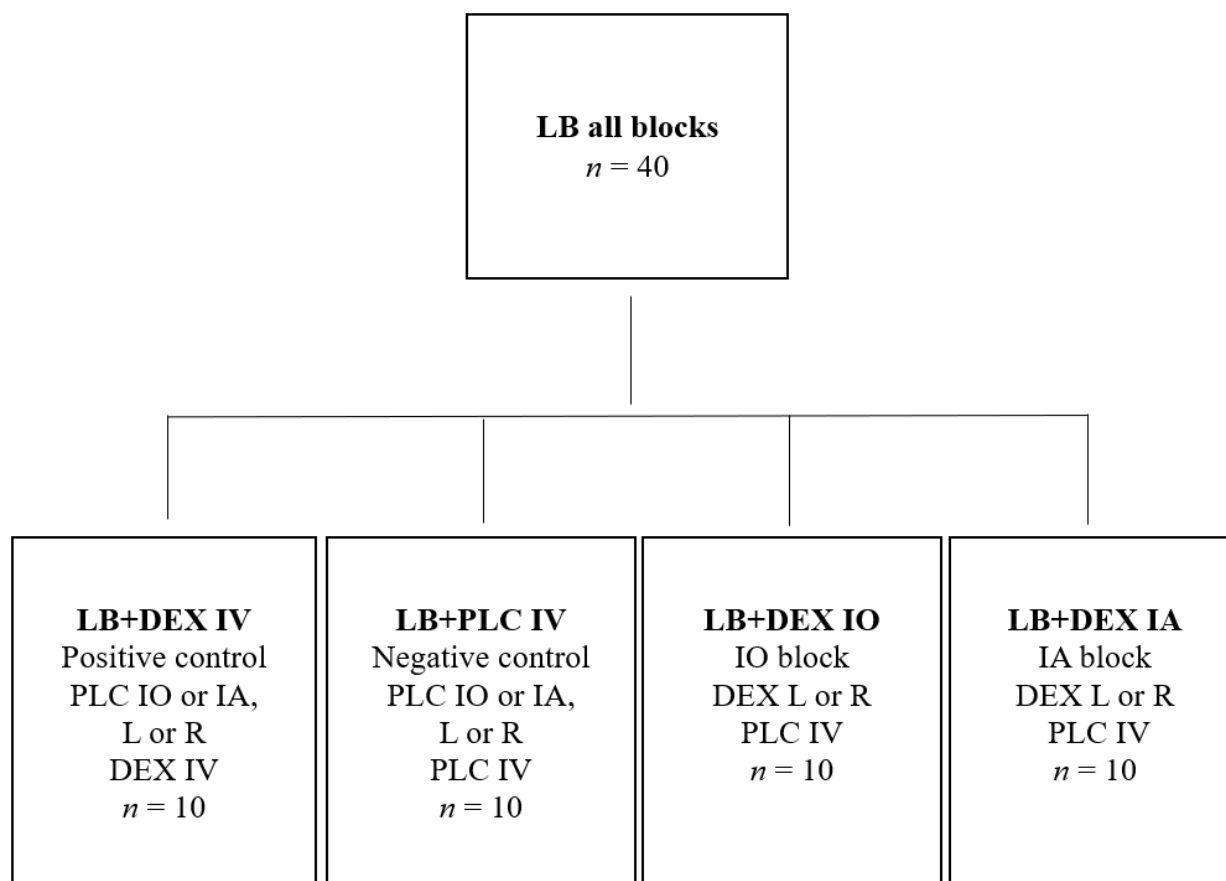 LB all blocks
n = 40
LB+DEX IV
Positive control
PLC IO or IA,
L or R
DEX IV
n = 10
LB+PLC IV
Negative control
PLC IO or IA,
L or R
PLC IV
n = 10
LB+DEX IO
IO block
DEX L or R
PLC IV
n = 10
LB+DEX IA
IA block
DEX L or R
PLC IV
n = 10